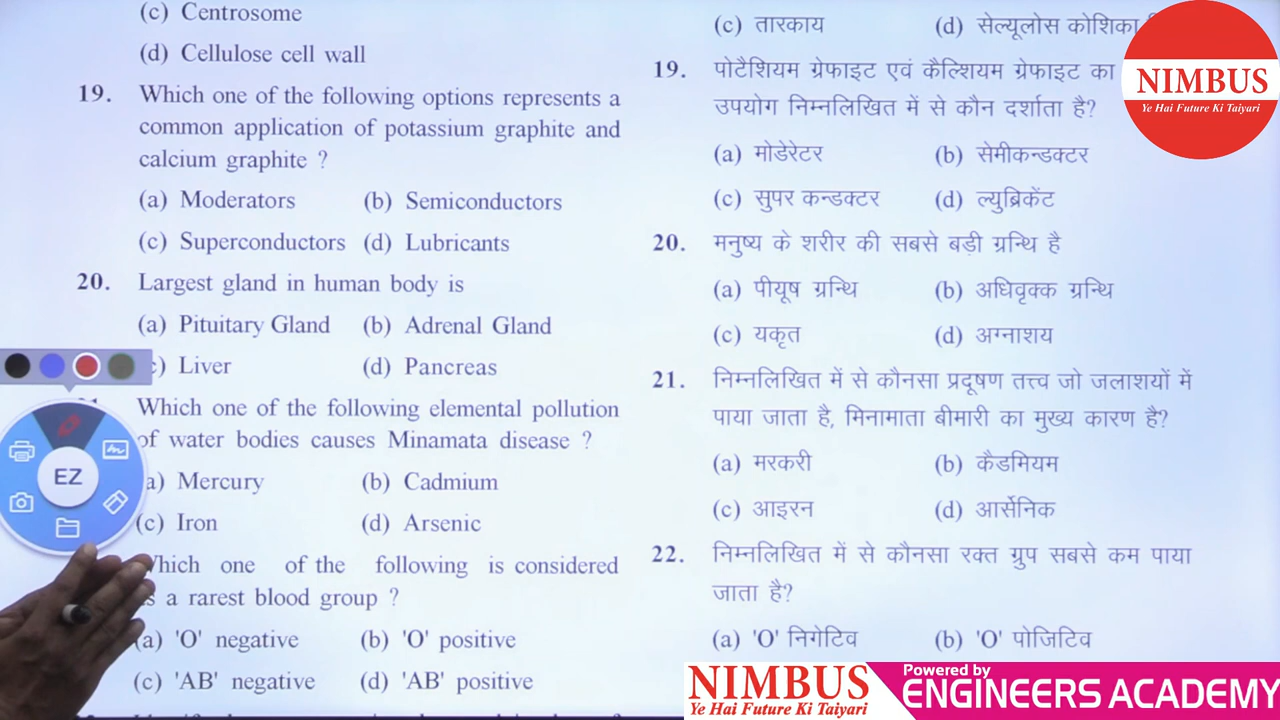 (c) Centrosome
(d) Cellulose cell wall
19. Which one of the following options represents a
common application of potassium graphite and
calcium graphite ?
(a) Moderators (b) Semiconductors
(c) Superconductors (d) Lubricants
20. Largest gland in human body is
(a) Pituitary Gland (b) Adrenal Gland
) Liver (d) Pancreas
Which one of the following elemental pollution
of water bodies causes Minamata disease ?
a) Mercury (b) Cadmium
(c) Iron (d) Arsenic
Which one of the following is considered
a rarest blood group ?
(a) 'O' negative (b) 'O' positive
(c) 'AB' negative (d) 'AB' positive
EZ
(c) तारकाय (d) सेल्यूलोस कोशिका
19. पोटैशियम ग्रेफाइट एवं कैल्शियम ग्रेफाइट का
उपयोग निम्नलिखित में से कौन दर्शाता है?
(a) मोडेरेटर (b) सेमीकन्डक्टर
(c) सुपर कन्डक्टर (d) ल्युब्रिकेंट
20. मनुष्य के शरीर की सबसे बड़ी ग्रन्थि है
(a) पीयूष ग्रन्थि (b) अधिवृक्क ग्रन्थि
(c) यकृत (d) अग्नाशय
21. निम्नलिखित में से कौनसा प्रदूषण तत्त्व जो जलाशयों में
पाया जाता है, मिनामाता बीमारी का मुख्य कारण है?
(a) मरकरी (b) कैडमियम
(c) आइरन (d) आर्सेनिक
22. निम्नलिखित में से कौनसा रक्त ग्रुप सबसे कम पाया
जाता है?
(a) 'O' निगेटिव (b) 'O' पोजिटिव
NIMBUS
Ye Hai Future Ki Taiyari
NIMBUS
Ye Hai Future Ki Taiyari
Powered by
ENGINEERS ACADEMY